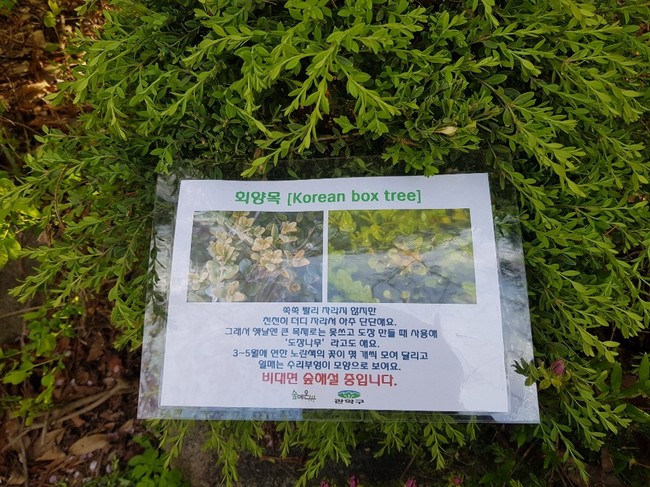 회양목 [Korean box tree]
쑥쑥 빨리 자라지 않지만
천천히 더디 자라서 아주 단단해요.
그래서 옛날엔 큰 목재로는 못쓰고 도장 만들 때 사용해
'도장나무' 라고도 해요.
3~5월에 연한 노란색의 꽃이 몇 개씩 모여 달리고
열매는 수리부엉이 모양으로 보여요.
비대면 숲해설 중입니다.
관악구